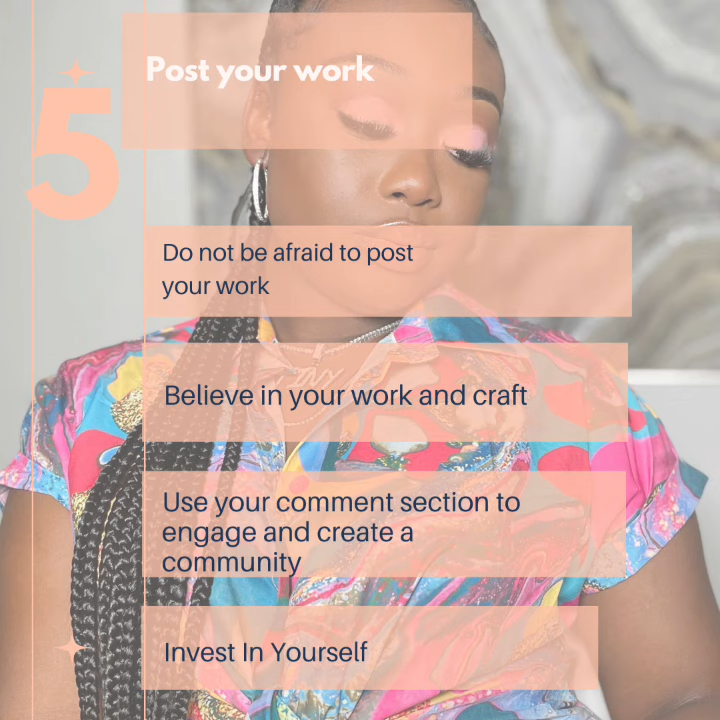 5
Post your work
Do not be afraid to post
your work
Believe in your work and craft
Use your comment section to
engage and create a
community
Invest In Yourself